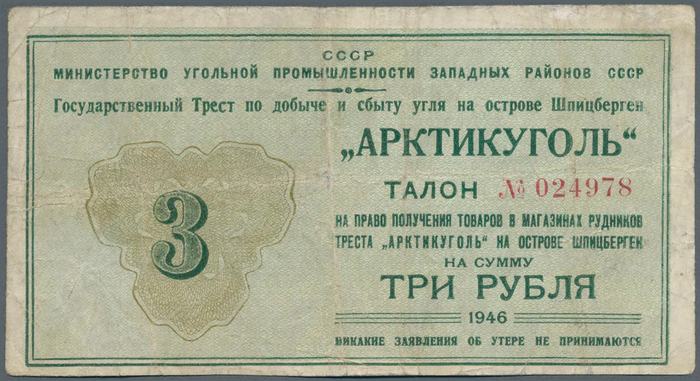 СССР
МИНИСТЕРСТВО УГОЛЬНОЙ ПРОМЫШЛЕННОСТИ ЗАПАДНЫХ РАЙОНОВ СССР
Государственный Трест по добыче и сбыту угля на острове Шпицберген
„АРКТИКУГОЛЬ“
ТАЛОН № 024978
НА ПРАВО ПОЛУЧЕНИЯ ТОВАРОВ В МАГАЗИНАХ РУДНИКОВ
ТРЕСТА „АРКТИКУГОЛЬ“ НА ОСТРОВЕ ШПИЦБЕРГЕН
НА СУММУ
3
ТРИ РУБЛЯ
1946
НИКАКИЕ ЗАЯВЛЕНИЯ ОБ УТЕРЕ НЕ ПРИНИМАЮТСЯ